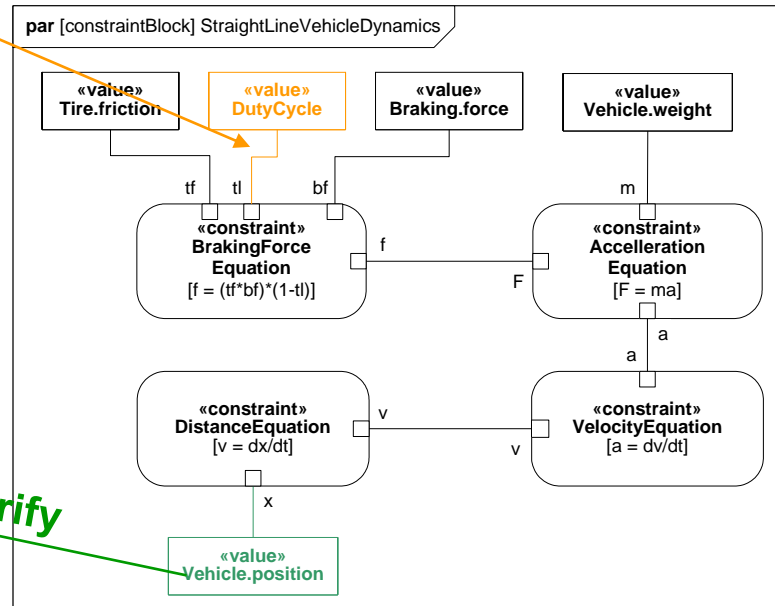 par [constraintBlock] StraightLineVehicleDynamics
«value»
Tire.friction
«value»
DutyCycle
«value»
Braking.force
«value»
Vehicle.weight
tf
tl
bf
m
«constraint»
BrakingForce
Equation
[f = (tf*bf)*(1-tl)]
f
F
«constraint»
Accelleration
Equation
[F = ma]
a
a
«constraint»
DistanceEquation
[v = dx/dt]
v
v
«constraint»
VelocityEquation
[a = dv/dt]
x
rify
«value»
Vehicle.position